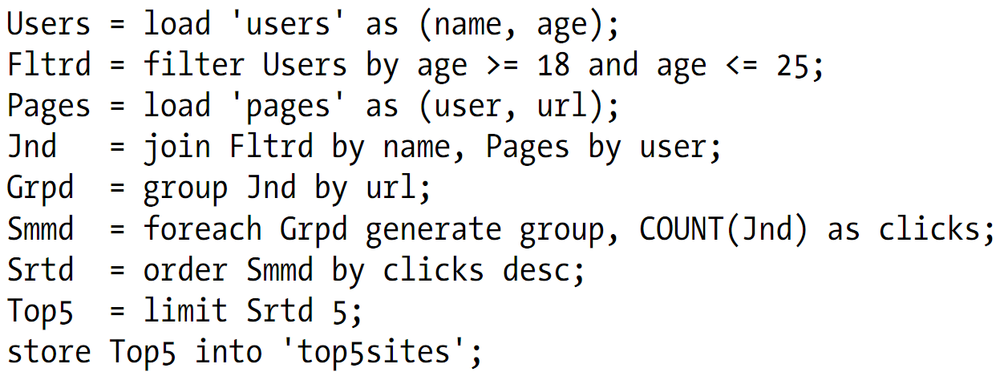 Users = load 'users' as (name, age);
Fltrd = filter Users by age >= 18 and age <= 25;
Pages = load 'pages' as (user, url);
Jnd   = join Fltrd by name, Pages by user;
Grpd  = group Jnd by url;
Smmd  = foreach Grpd generate group, COUNT(Jnd) as clicks;
Srtd  = order Smmd by clicks desc;
Top5  = limit Srtd 5;
store Top5 into 'top5sites';